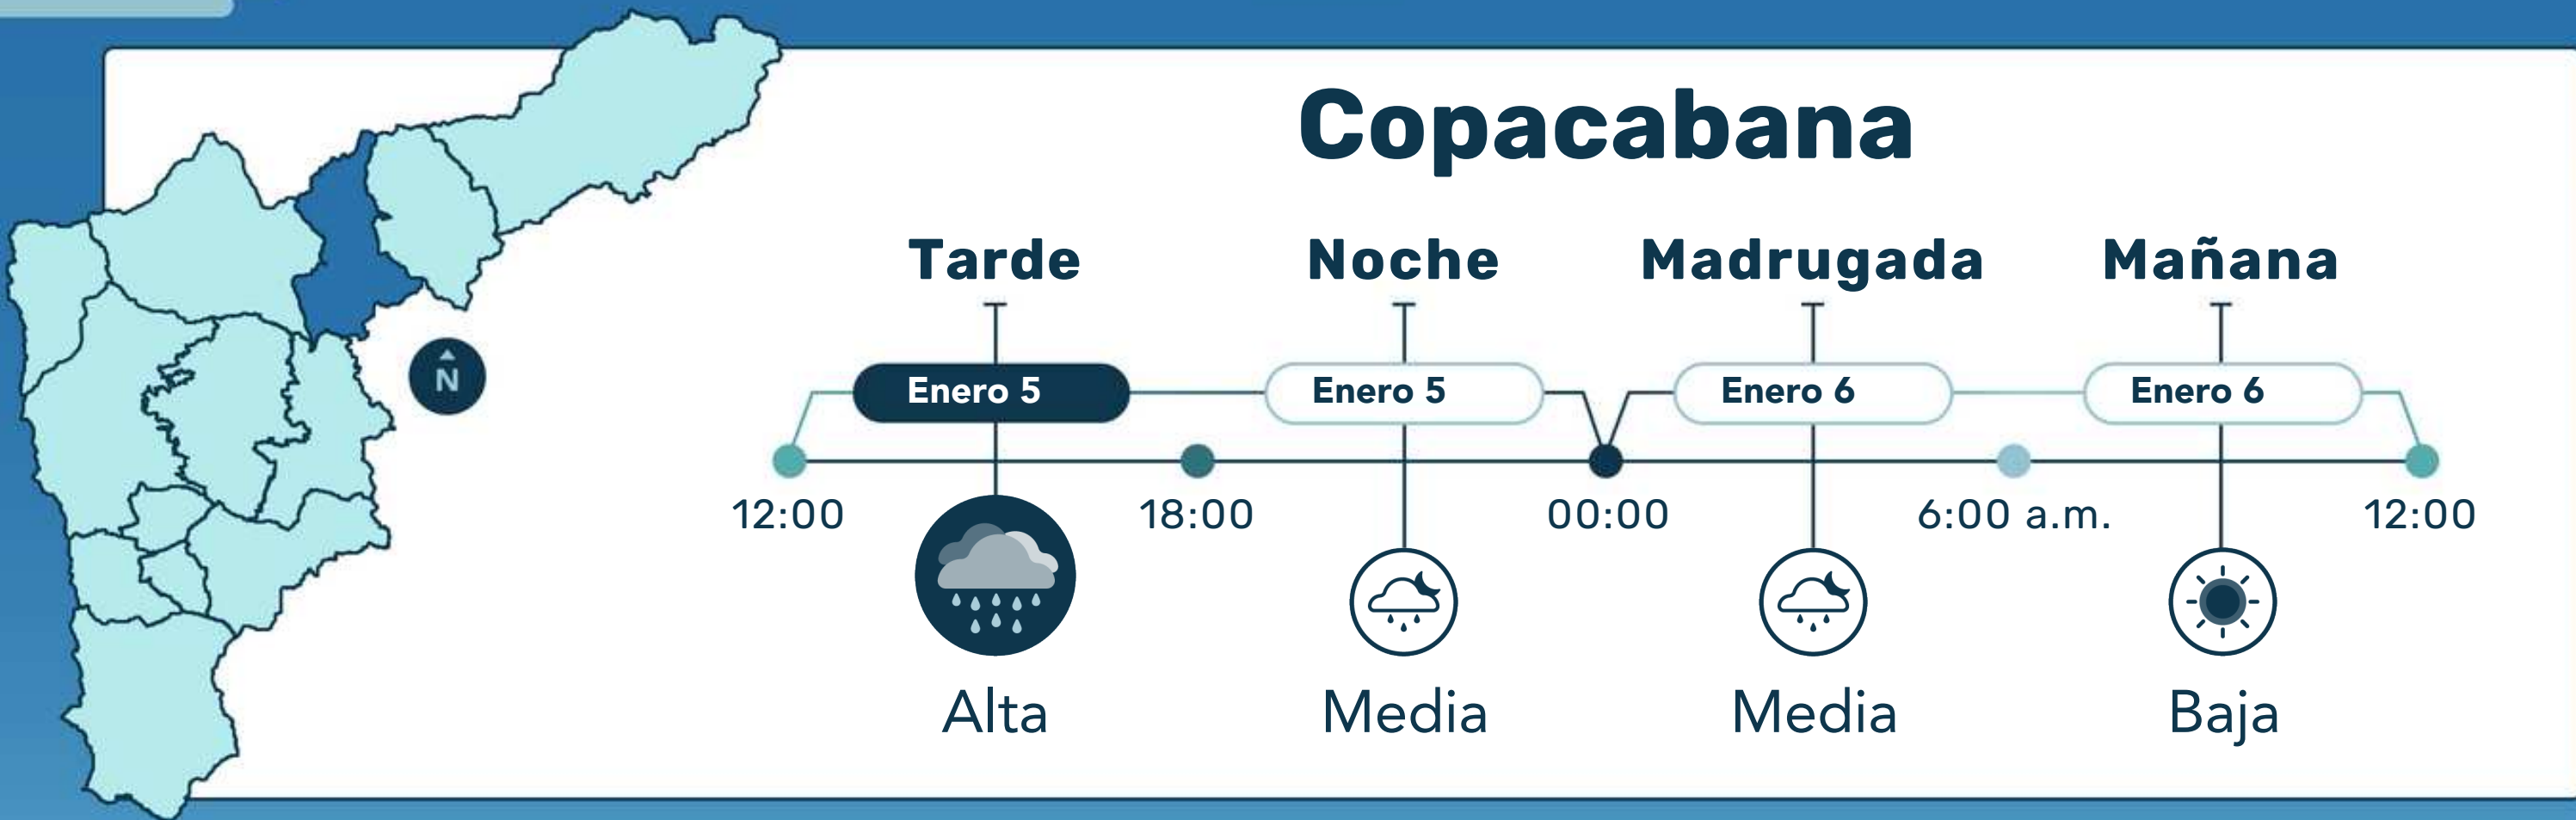 Copacabana
Tarde
Noche
Madrugada
Mañana
Enero 5
Enero 5
Enero 6
Enero 6
N
12:00
18:00
00:00
6:00 a.m.
12:00
Alta
Media
Media
Baja